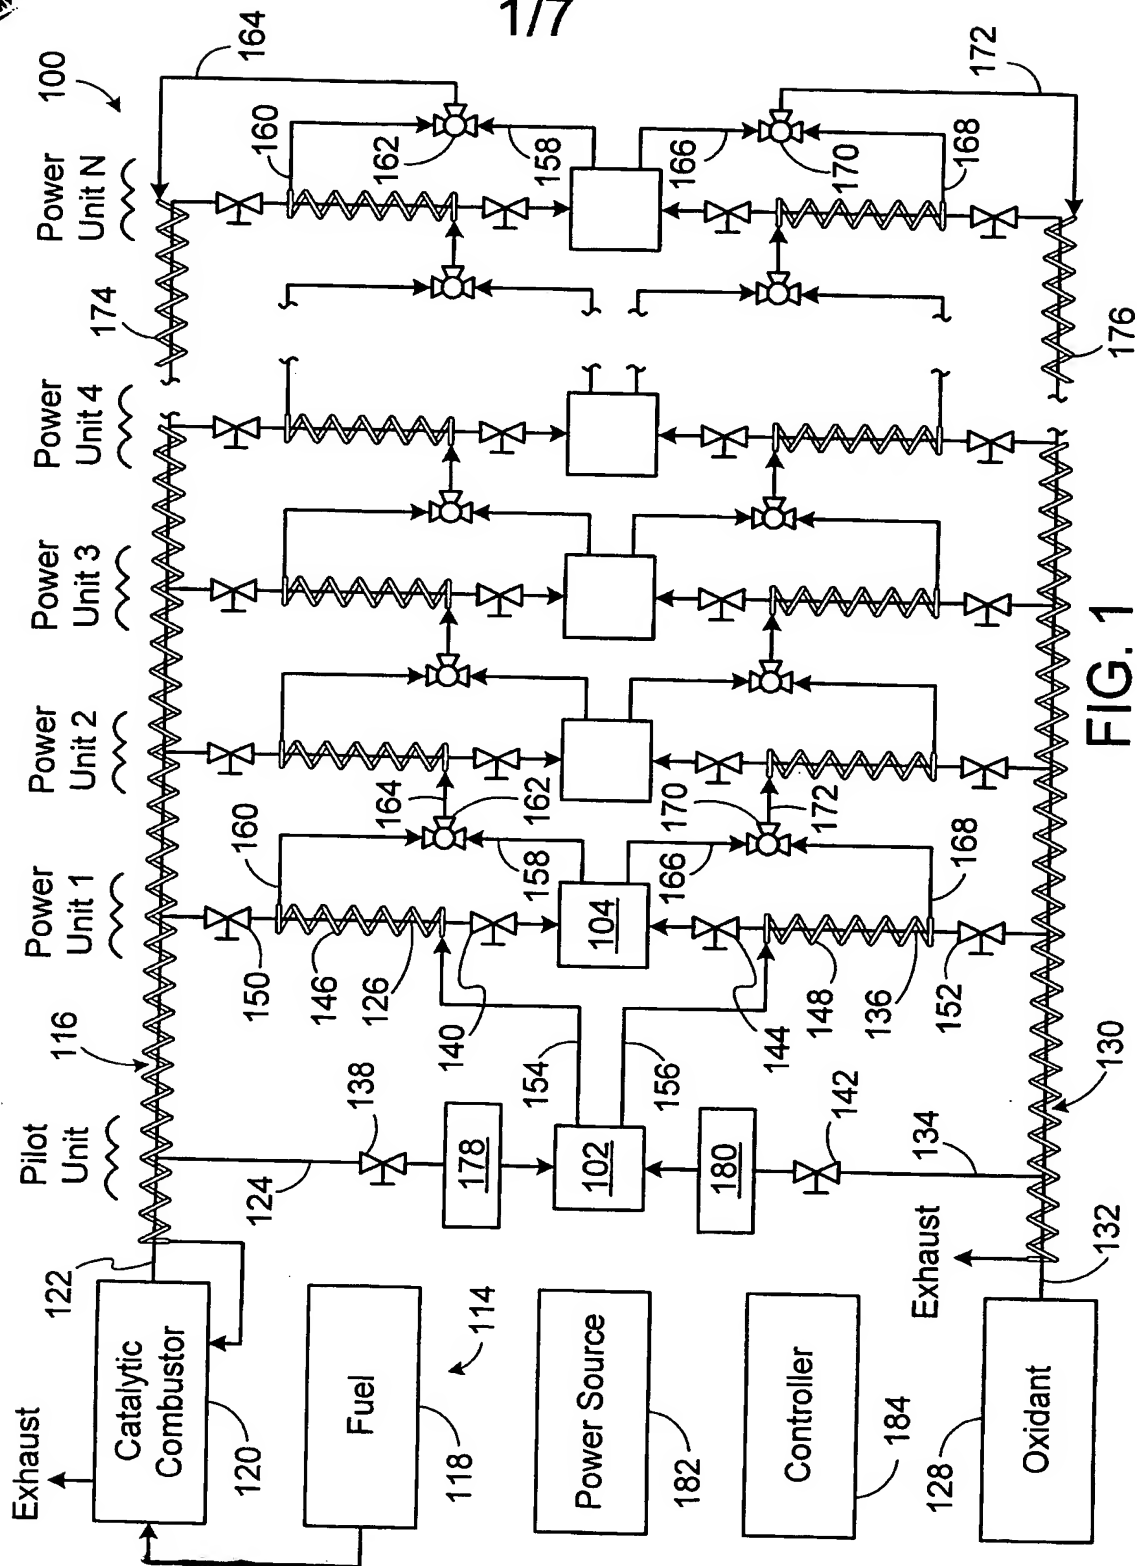 1/7
Exhaust
Pilot
Unit
Power
Unit 1
Power
Unit 2
Power
Unit 3
Power
Unit 4
Power
Unit N
100
122
116
174
164
Catalytic
Combustor
120
124
150
160
160
146
162
126
164
138
140
162
158
158
Fuel
118
114
178
154
102
104
156
166
166
Power Source
182
180
144
170
170
142
148
172
168
172
Controller
184
134
136
168
152
Exhaust
Oxidant
128
132
130
176
FIG. 1